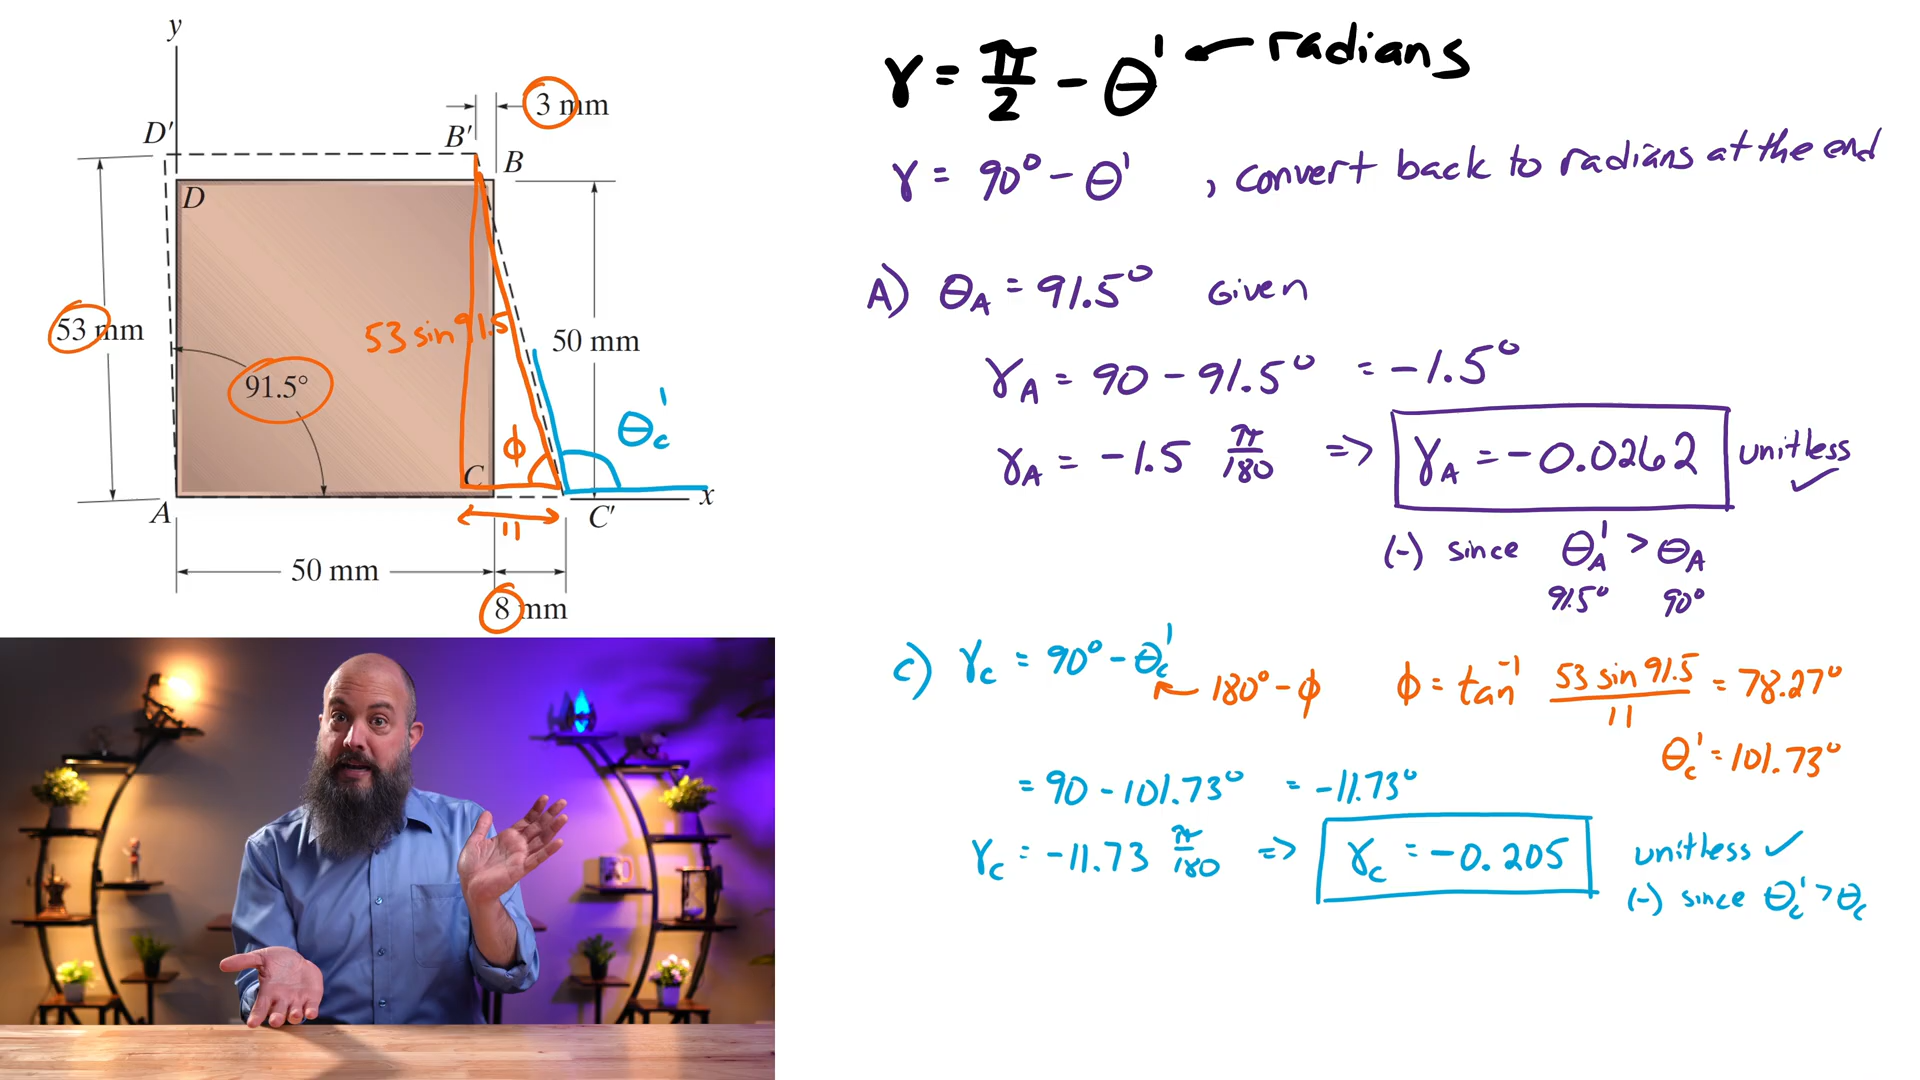 y
3 mm
D′
B′
B
D
53 mm
53 sin 91.5
50 mm
91.5°
θc'
ϕ
C
x
A
C′
11
50 mm
8 mm
γ = π/2 - θ' ← radians
γ = 90° - θ' , convert back to radians at the end
A) θA = 91.5° Given
γA = 90 - 91.5° = -1.5°
γA = -1.5 π/180 => γA = -0.0262 unitless ✓
(-) since θA' > θA
91.5° 90°
C) γc = 90° - θc' ← 180° - ϕ
ϕ = tan⁻¹ 53 sin 91.5/11 = 78.27°
θc' = 101.73°
= 90 - 101.73° = -11.73°
γc = -11.73 π/180 => γc = -0.205 unitless ✓
(-) since θc' > θc